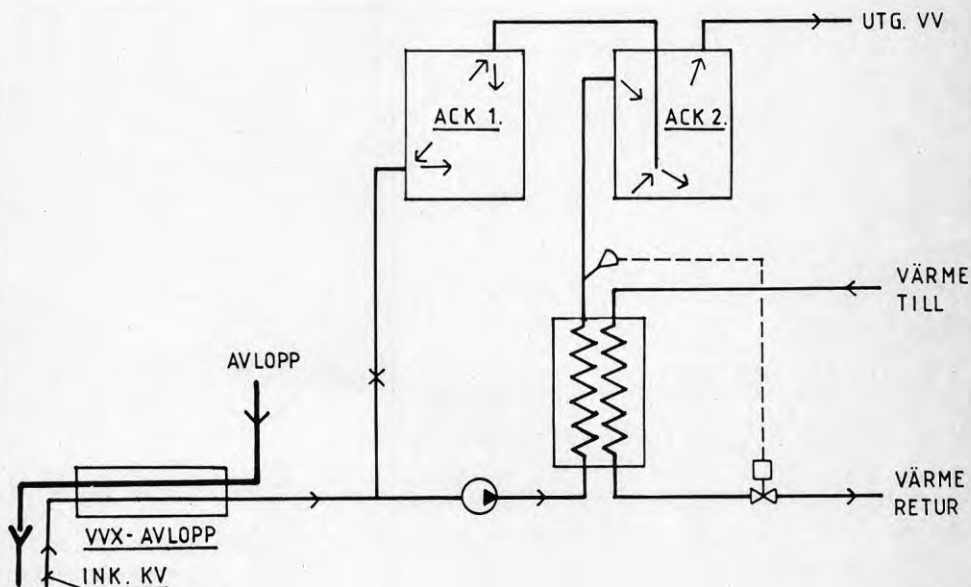 UTG. VV
ACK 1.
ACK 2.
VÄRME
TILL
AVLOPP
VÄRME
RETUR
VVX-AVLOPP
INK. KV